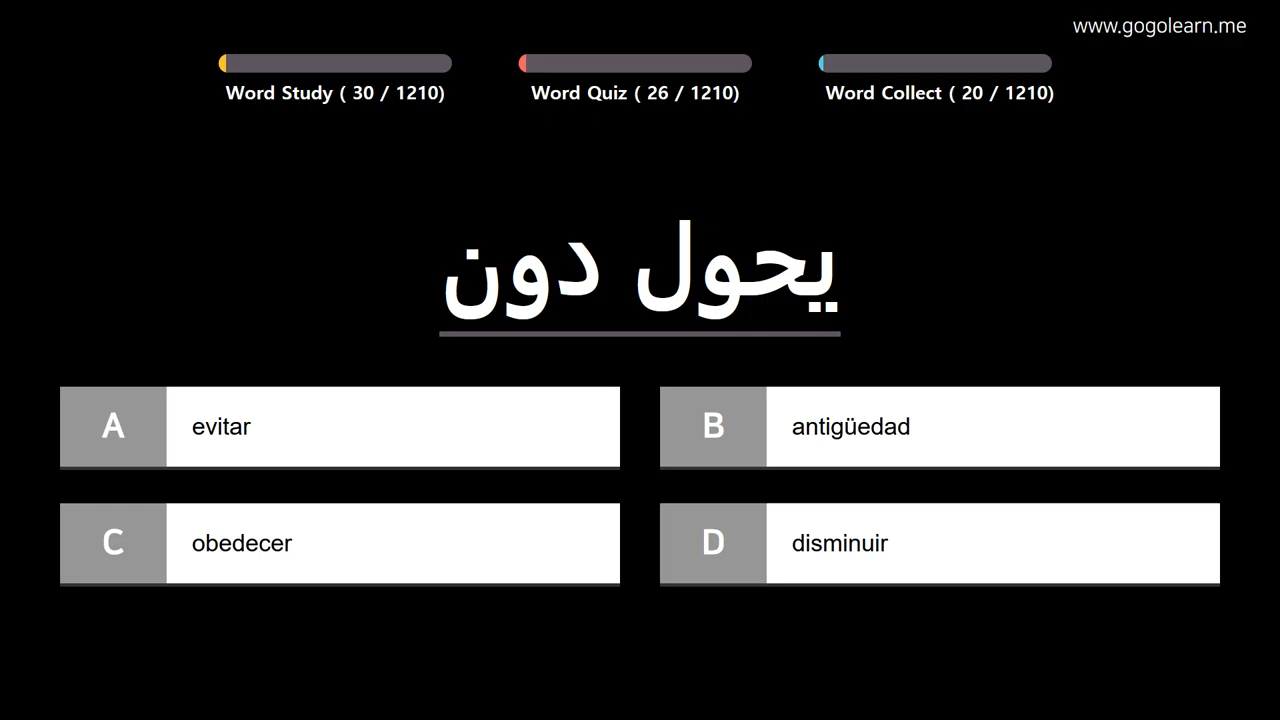 www.gogolearn.me
Word Study ( 30 / 1210)
Word Quiz ( 26 / 1210)
Word Collect ( 20 / 1210)
يحول دون
A evitar
B antigüedad
C obedecer
D disminuir